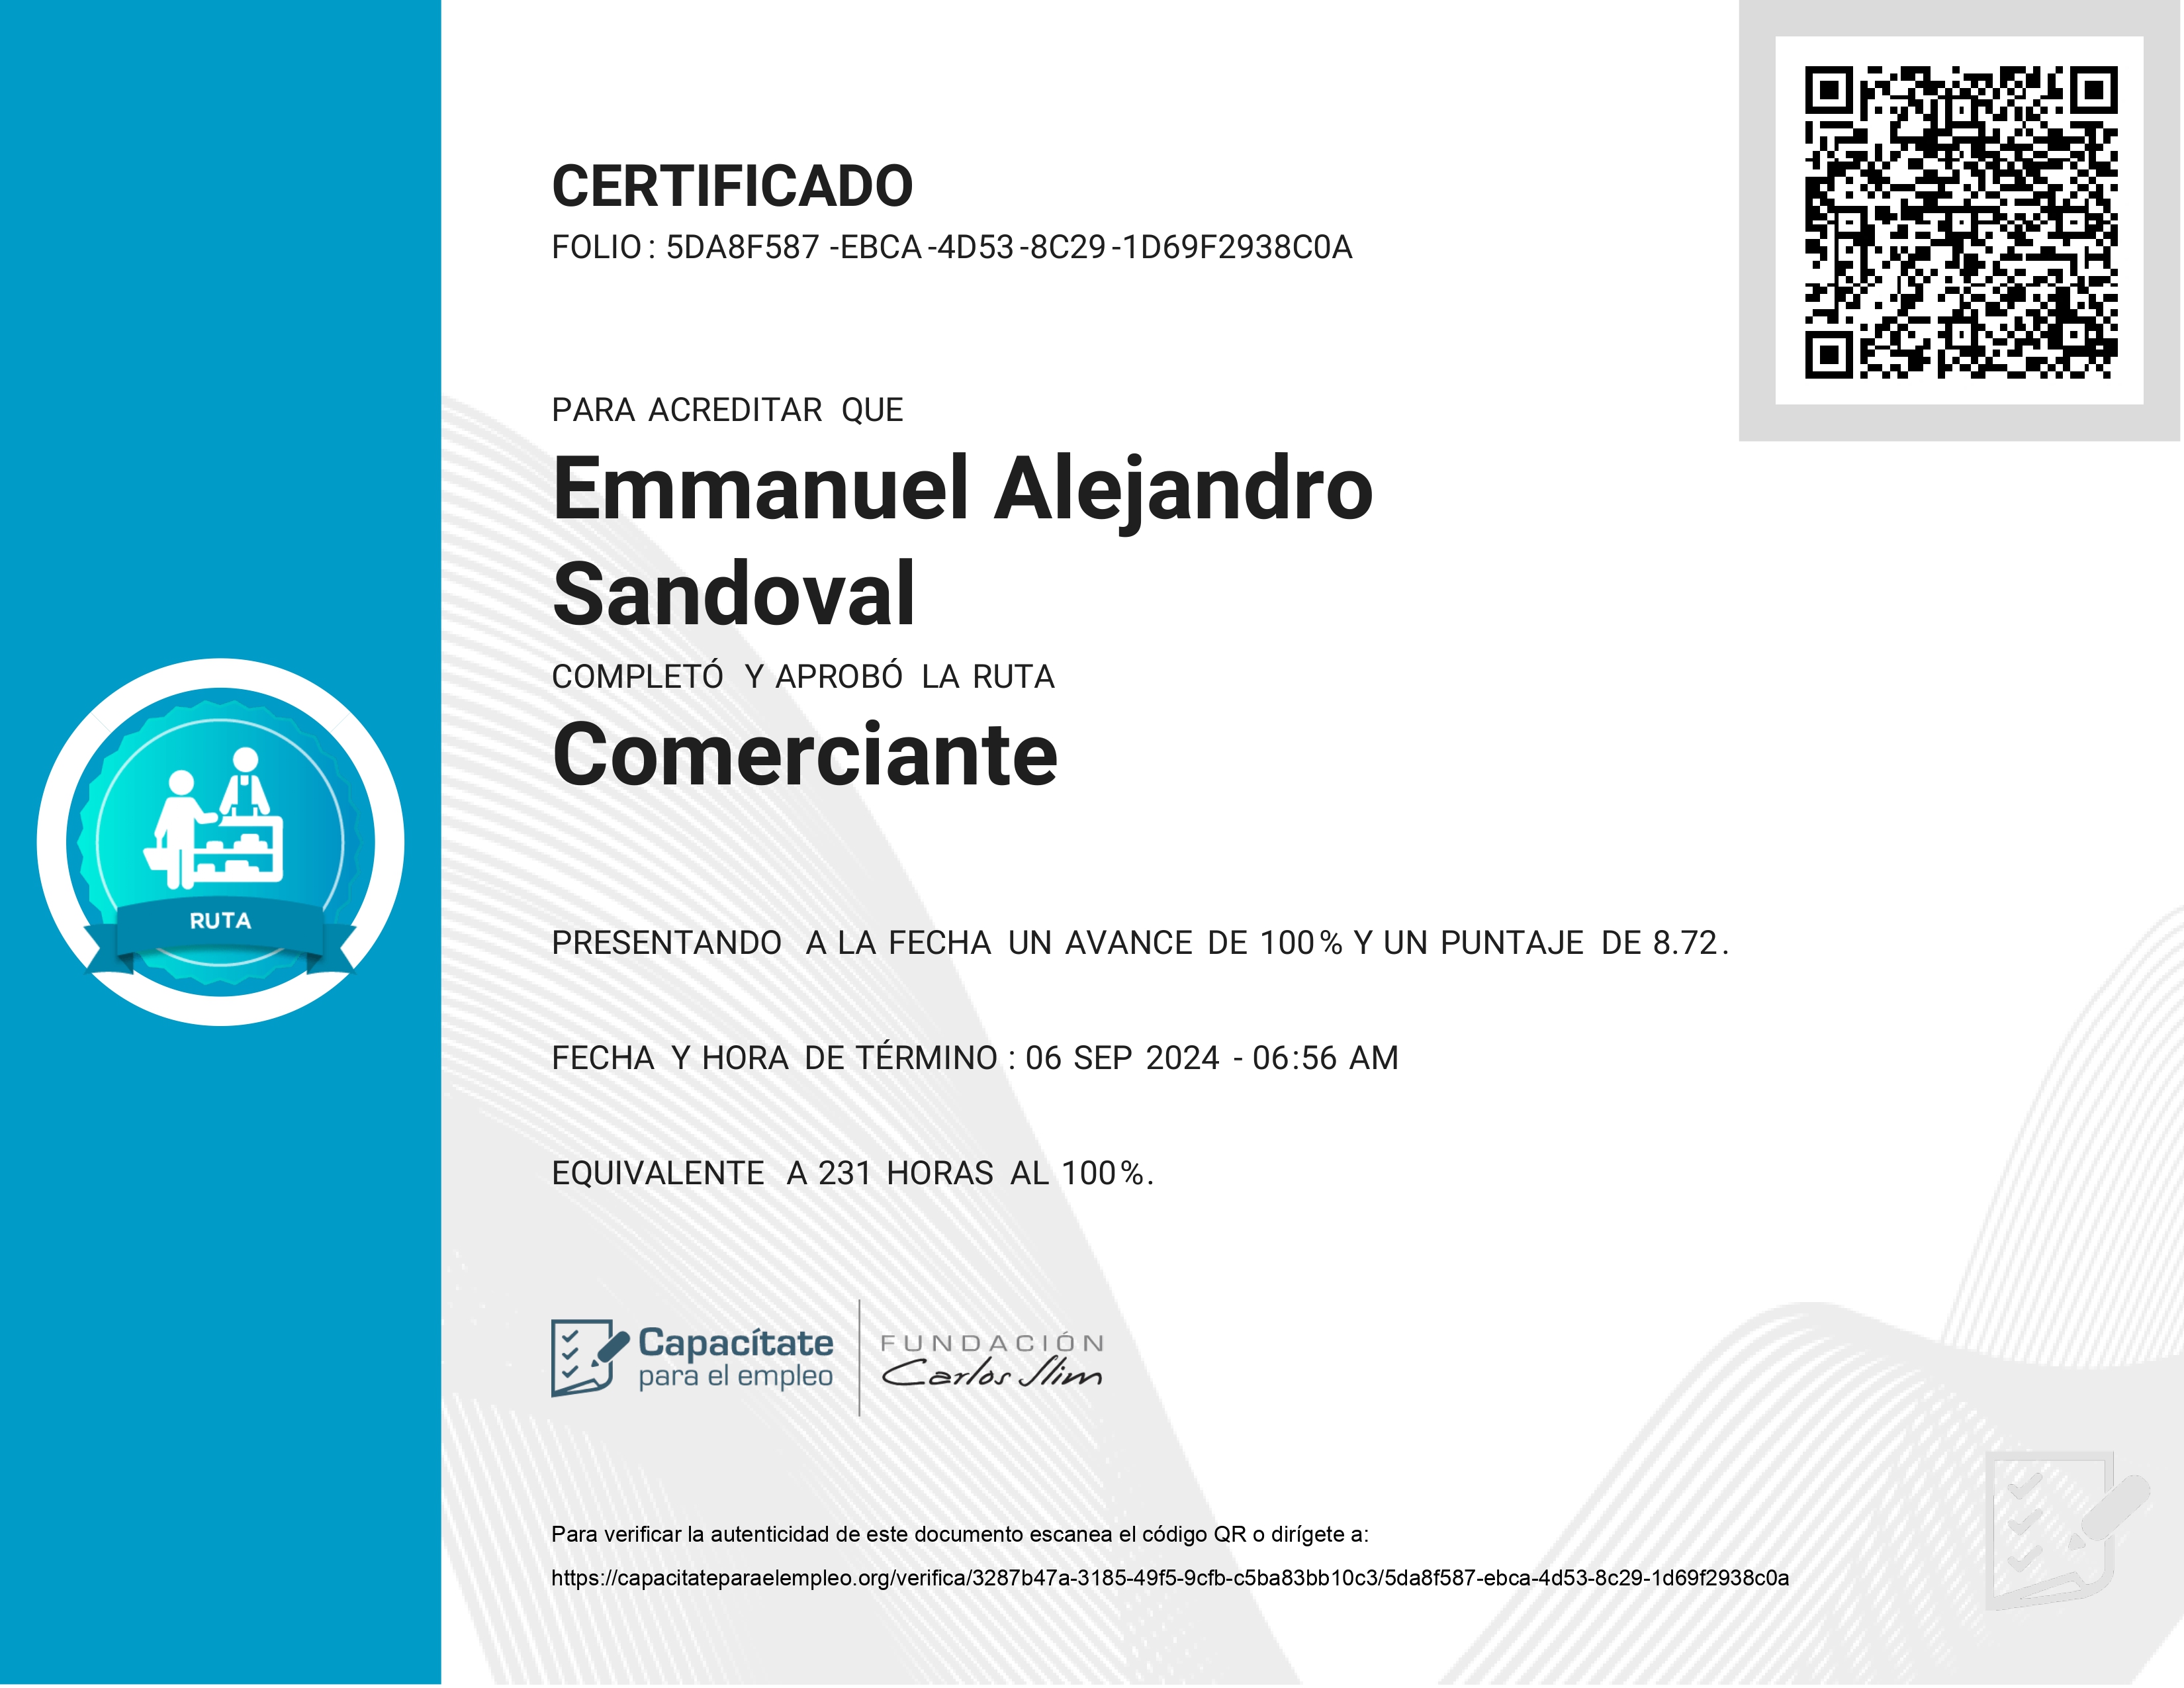 CERTIFICADO
FOLIO: 5DA8F587-EBCA-4D53-8C29-1D69F2938C0A
PARA ACREDITAR QUE
Emmanuel Alejandro
Sandoval
COMPLETÓ Y APROBÓ LA RUTA
Comerciante
RUTA
PRESENTANDO A LA FECHA UN AVANCE DE 100% Y UN PUNTAJE DE 8.72.
FECHA Y HORA DE TÉRMINO: 06 SEP 2024 - 06:56 AM
EQUIVALENTE A 231 HORAS AL 100%.
Capacítate
para el empleo
FUNDACIÓN
Carlos Slim
Para verificar la autenticidad de este documento escanea el código QR o dirígete a:
https://capacitateparaelempleo.org/verifica/3287b47a-3185-49f5-9cfb-c5ba83bb10c3/5da8f587-ebca-4d53-8c29-1d69f2938c0a